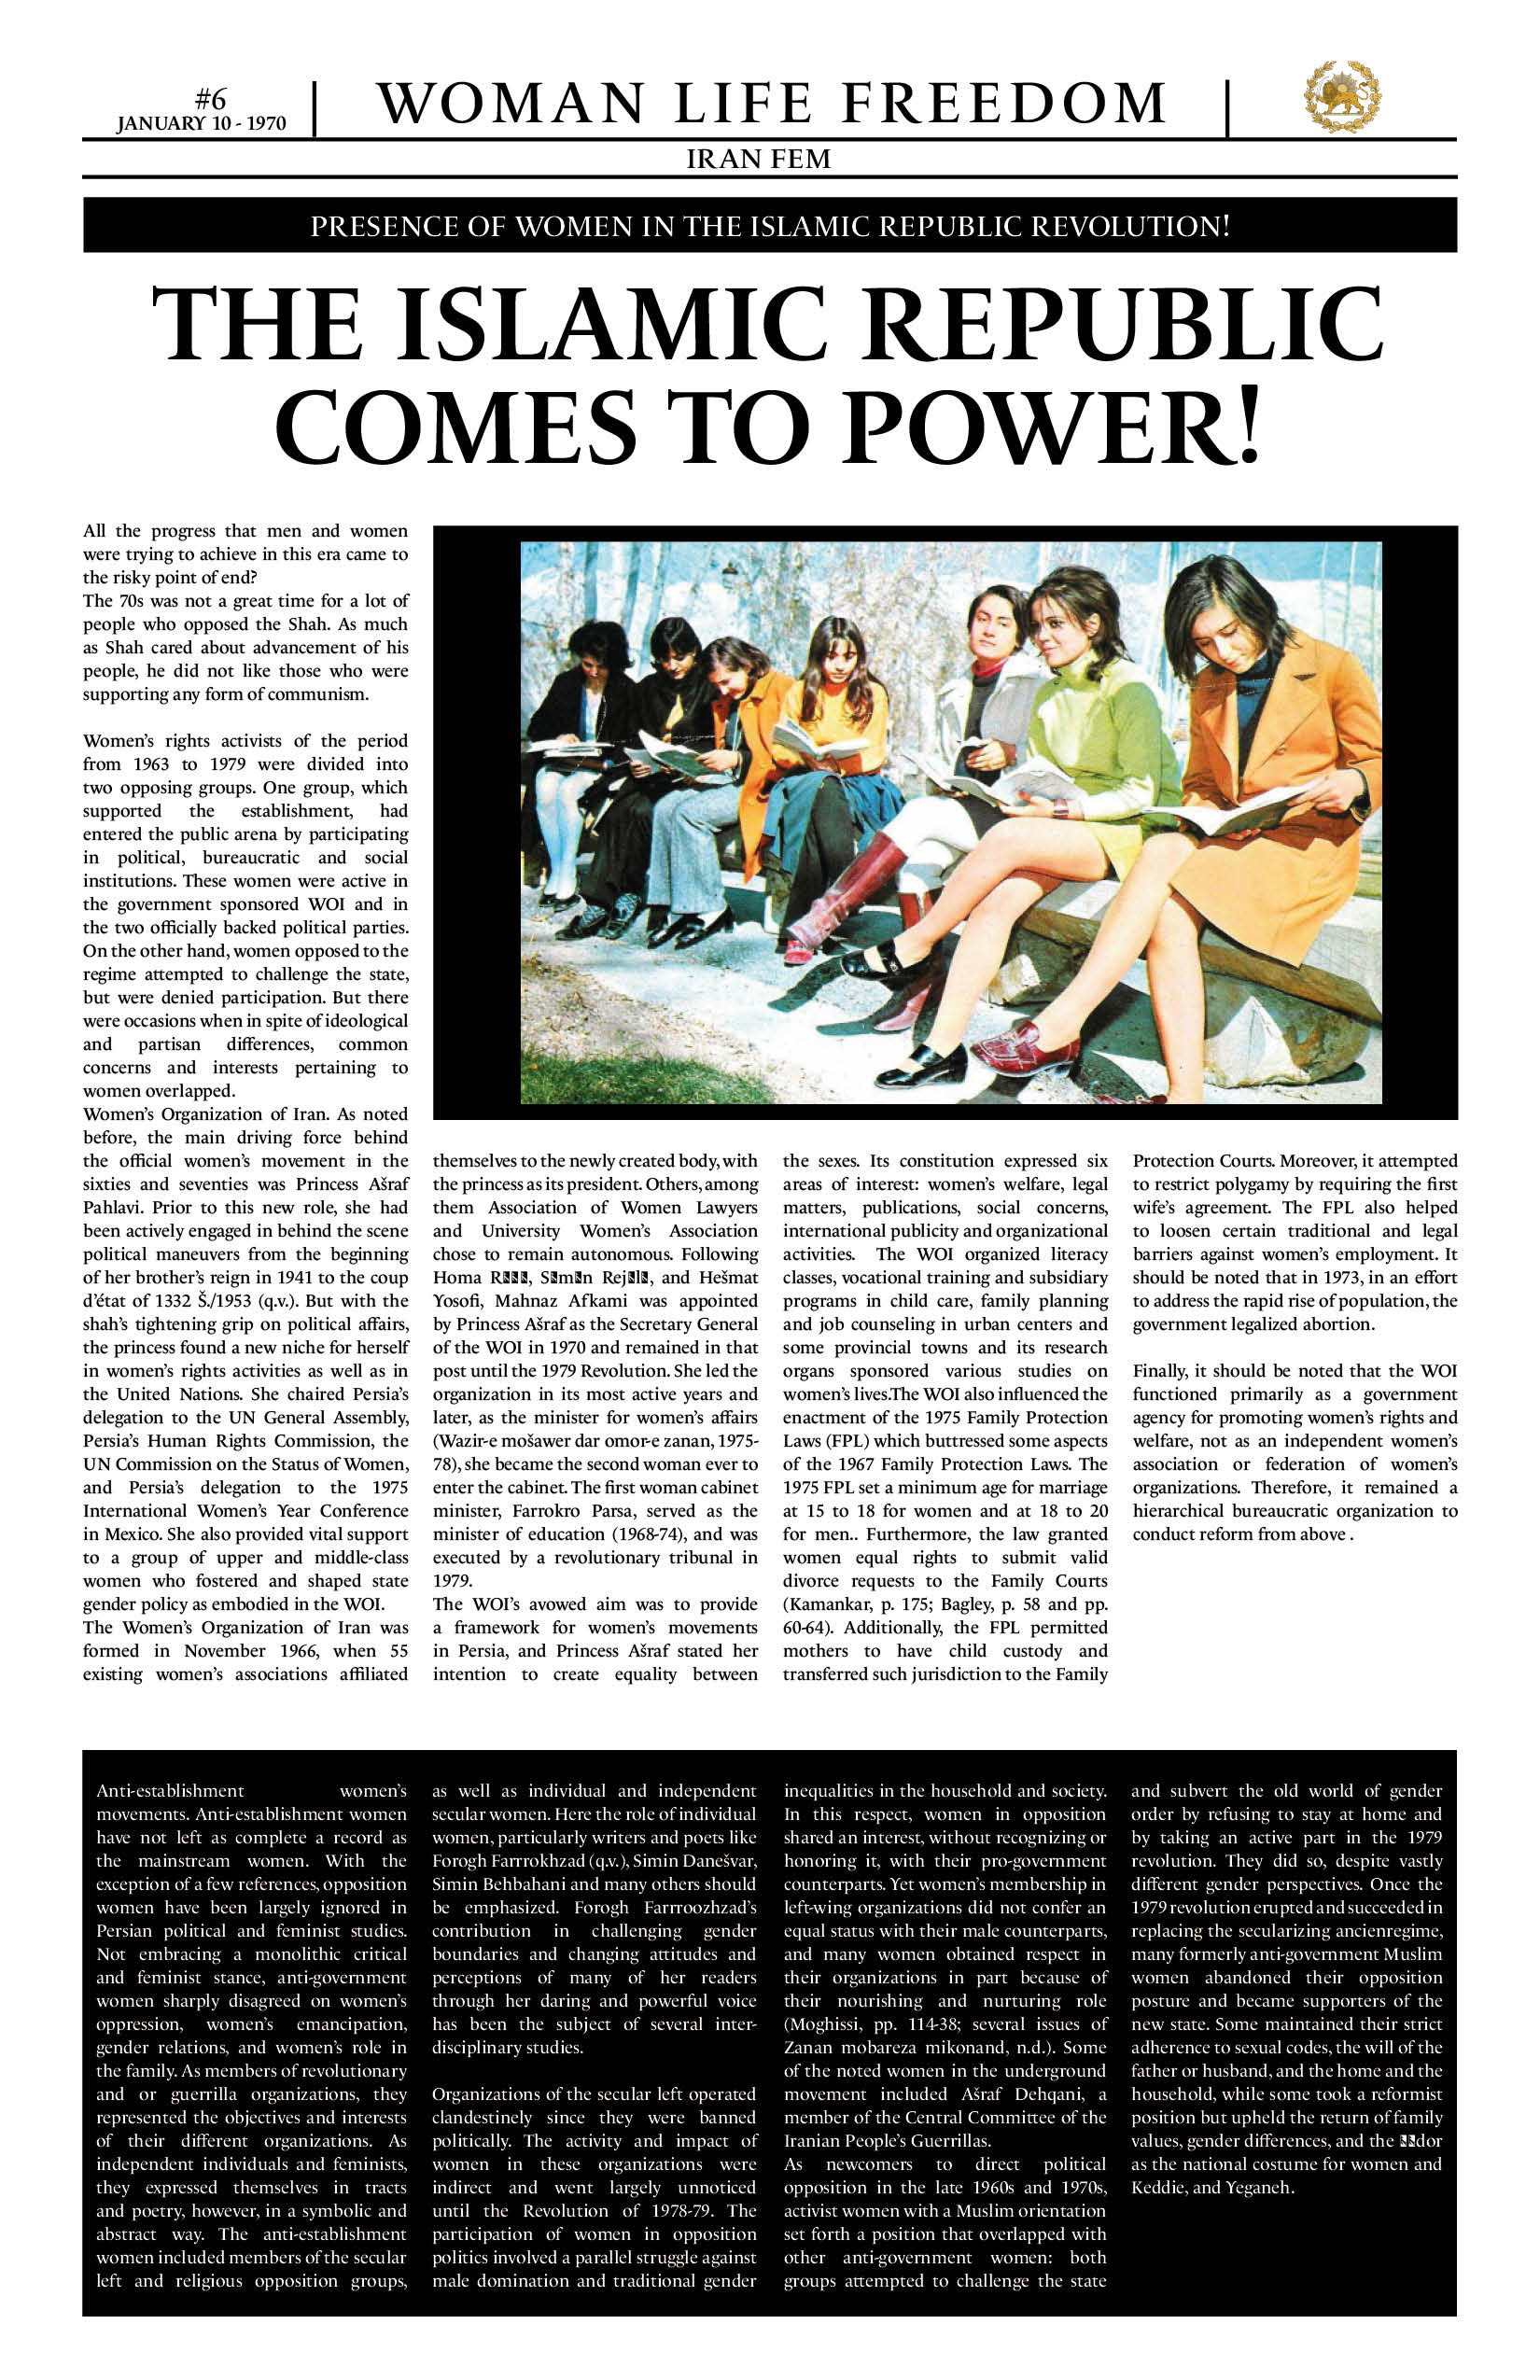 #6
JANUARY 10 - 1970
WOMAN LIFE FREEDOM
IRAN FEM
PRESENCE OF WOMEN IN THE ISLAMIC REPUBLIC REVOLUTION!
THE ISLAMIC REPUBLIC
COMES TO POWER!
All the progress that men and women
were trying to achieve in this era came to
the risky point of end?
The 70s was not a great time for a lot of
people who opposed the Shah. As much
as Shah cared about advancement of his
people, he did not like those who were
supporting any form of communism.
Women's rights activists of the period
from 1963 to 1979 were divided into
two opposing groups. One group, which
supported the establishment, had
entered the public arena by participating
in political, bureaucratic and social
institutions. These women were active in
the government sponsored WOI and in
the two officially backed political parties.
On the other hand, women opposed to the
regime attempted to challenge the state,
but were denied participation. But there
were occasions when in spite of ideological
and partisan differences, common
concerns and interests pertaining to
women overlapped.
Women's Organization of Iran. As noted
before, the main driving force behind
the official women's movement in the
sixties and seventies was Princess Ašraf
Pahlavi. Prior to this new role, she had
been actively engaged in behind the scene
political maneuvers from the beginning
of her brother's reign in 1941 to the coup
d'état of 1332 Š./1953 (q.v.). But with the
shah's tightening grip on political affairs,
the princess found a new niche for herself
in women's rights activities as well as in
the United Nations. She chaired Persia's
delegation to the UN General Assembly,
Persia's Human Rights Commission, the
UN Commission on the Status of Women,
and Persia's delegation to the 1975
International Women's Year Conference
in Mexico. She also provided vital support
to a group of upper and middle-class
women who fostered and shaped state
gender policy as embodied in the WOI.
The Women's Organization of Iran was
formed in November 1966, when 55
existing women's associations affiliated
themselves to the newly created body, with
the princess as its president. Others, among
them Association of Women Lawyers
and University Women's Association
chose to remain autonomous. Following
Homa and Hešmat
Yosofi, Mahnaz Afkami was appointed
by Princess Ašraf as the Secretary General
of the WOI in 1970 and remained in that
post until the 1979 Revolution. She led the
organization in its most active years and
later, as the minister for women's affairs
(Wazir-e mošawer dar omor-e zanan, 1975-
78), she became the second woman ever to
enter the cabinet. The first woman cabinet
minister, Farrokro Parsa, served as the
minister of education (1968-74), and was
executed by a revolutionary tribunal in
1979.
The WOI's avowed aim was to provide
a framework for women's movements
in Persia, and Princess Ašraf stated her
intention to create equality between
the sexes. Its constitution expressed six
areas of interest: women's welfare, legal
matters, publications, social concerns,
international publicity and organizational
activities. The WOI organized literacy
classes, vocational training and subsidiary
programs in child care, family planning
and job counseling in urban centers and
some provincial towns and its research
organs sponsored various studies on
women's lives.The WOI also influenced the
enactment of the 1975 Family Protection
Laws (FPL) which buttressed some aspects
of the 1967 Family Protection Laws. The
1975 FPL set a minimum age for marriage
at 15 to 18 for women and at 18 to 20
for men.. Furthermore, the law granted
women equal rights to submit valid
divorce requests to the Family Courts
(Kamankar, p. 175; Bagley, p. 58 and pp.
60-64). Additionally, the FPL permitted
mothers to have child custody and
transferred such jurisdiction to the Family
Protection Courts. Moreover, it attempted
to restrict polygamy by requiring the first
wife's agreement. The FPL also helped
to loosen certain traditional and legal
barriers against women's employment. It
should be noted that in 1973, in an effort
to address the rapid rise of population, the
government legalized abortion.
Finally, it should be noted that the WOI
functioned primarily as a government
agency for promoting women's rights and
welfare, not as an independent women's
association or federation of women's
organizations. Therefore, it remained a
hierarchical bureaucratic organization to
conduct reform from above .
Anti-establishment women's
movements. Anti-establishment women
have not left as complete a record as
the mainstream women. With the
exception of a few references, opposition
women have been largely ignored in
Persian political and feminist studies.
Not embracing a monolithic critical
and feminist stance, anti-government
women sharply disagreed on women's
oppression, women's emancipation,
gender relations, and women's role in
the family. As members of revolutionary
and or guerrilla organizations, they
represented the objectives and interests
of their different organizations. As
independent individuals and feminists,
they expressed themselves in tracts
and poetry, however, in a symbolic and
abstract way. The anti-establishment
women included members of the secular
left and religious opposition groups,
as well as individual and independent
secular women. Here the role of individual
women, particularly writers and poets like
Forogh Farrrokhzad (q.v.), Simin Danešvar,
Simin Behbahani and many others should
be emphasized. Forogh Farrroozhzad's
contribution in challenging gender
boundaries and changing attitudes and
perceptions of many of her readers
through her daring and powerful voice
has been the subject of several inter-
disciplinary studies.
Organizations of the secular left operated
clandestinely since they were banned
politically. The activity and impact of
women in these organizations were
indirect and went largely unnoticed
until the Revolution of 1978-79. The
participation of women in opposition
politics involved a parallel struggle against
male domination and traditional gender
inequalities in the household and society.
In this respect, women in opposition
shared an interest, without recognizing or
honoring it, with their pro-government
counterparts. Yet women's membership in
left-wing organizations did not confer an
equal status with their male counterparts,
and many women obtained respect in
their organizations in part because of
their nourishing and nurturing role
(Moghissi, pp. 114-38; several issues of
Zanan mobareza mikonand, n.d.). Some
of the noted women in the underground
movement included Ašraf Dehqani, a
member of the Central Committee of the
Iranian People's Guerrillas.
As newcomers to direct political
opposition in the late 1960s and 1970s,
activist women with a Muslim orientation
set forth a position that overlapped with
other anti-government women: both
groups attempted to challenge the state
and subvert the old world of gender
order by refusing to stay at home and
by taking an active part in the 1979
revolution. They did so, despite vastly
different gender perspectives. Once the
1979 revolution erupted and succeeded in
replacing the secularizing ancienregime,
many formerly anti-government Muslim
women abandoned their opposition
posture and became supporters of the
new state. Some maintained their strict
adherence to sexual codes, the will of the
father or husband, and the home and the
household, while some took a reformist
position but upheld the return of family
values, gender differences, and the
as the national costume for women and
Keddie, and Yeganeh.